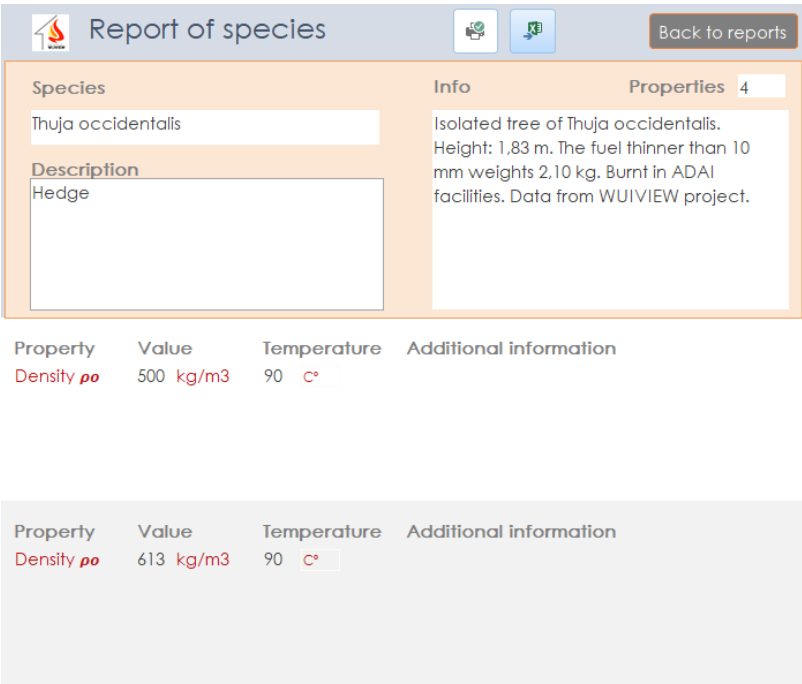 WUIVIEW
Report of species
Back to reports
Species
Info
Properties 4
Thuja occidentalis
Isolated tree of Thuja occidentalis.
Height: 1,83 m. The fuel thinner than 10
mm weights 2,10 kg. Burnt in ADAI
facilities. Data from WUIVIEW project.
Description
Hedge
Property Value Temperature Additional information
Density ρo 500 kg/m3 90 C°
Property Value Temperature Additional information
Density ρo 613 kg/m3 90 C°